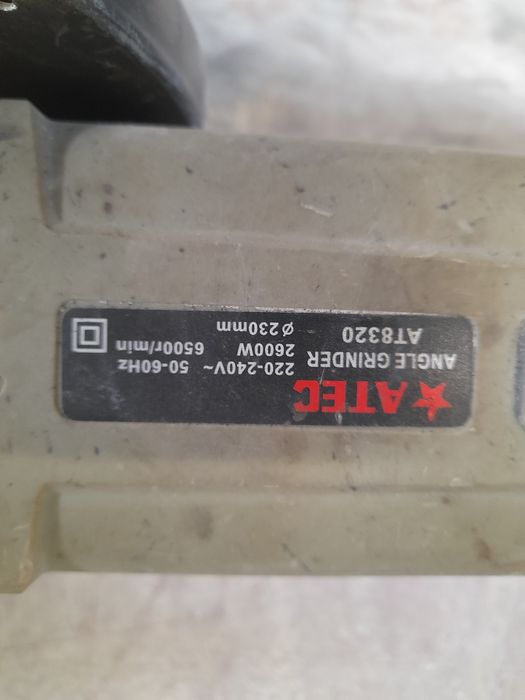 ATEC
ANGLE GRINDER
AT8320
220-240V~ 50-60Hz
2600W 6500r/min
Ø230mm